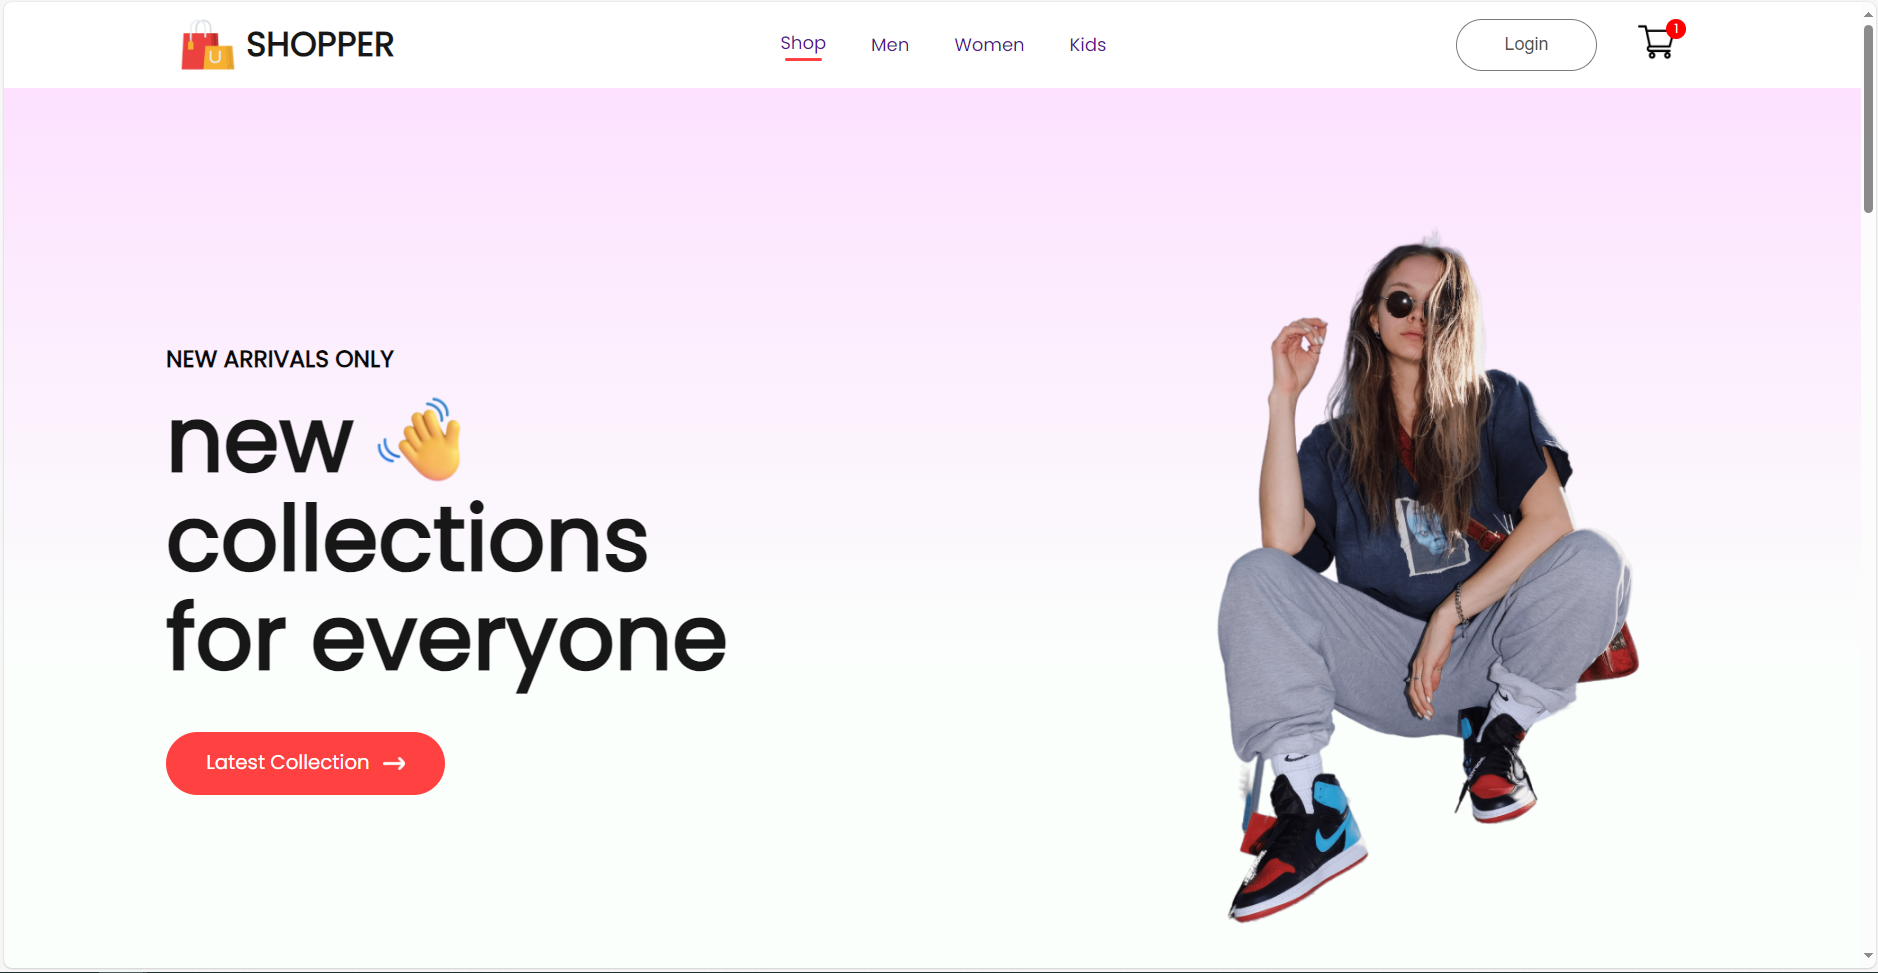 SHOPPER
Shop Men Women Kids
Login
1
NEW ARRIVALS ONLY
new 👋
collections
for everyone
Latest Collection →